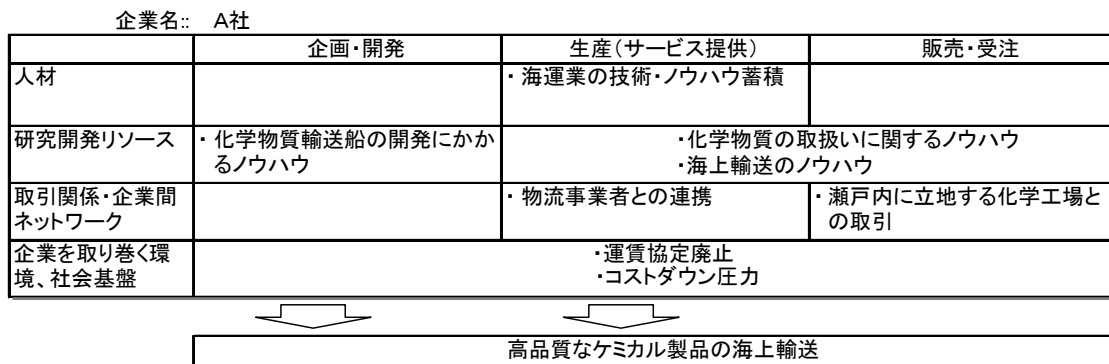 企業名:: A社
企画・開発 生産（サービス提供） 販売・受注
人材 ・海運業の技術・ノウハウ蓄積
研究開発リソース ・化学物質輸送船の開発にかか ・化学物質の取扱いに関するノウハウ
るノウハウ ・海上輸送のノウハウ
取引関係・企業間 ・物流事業者との連携 ・瀬戸内に立地する化学工場と
ネットワーク の取引
企業を取り巻く環 ・運賃協定廃止
境、社会基盤 ・コストダウン圧力
高品質なケミカル製品の海上輸送